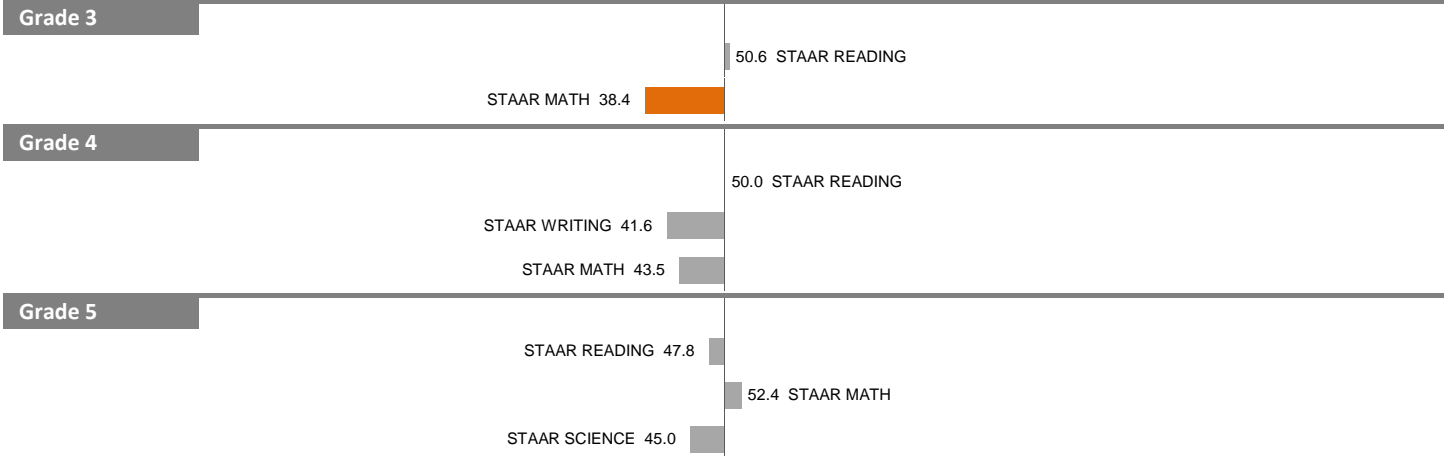 Grade 3
50.6 STAAR READING
STAAR MATH 38.4
Grade 4
50.0 STAAR READING
STAAR WRITING 41.6
STAAR MATH 43.5
Grade 5
STAAR READING 47.8
52.4 STAAR MATH
STAAR SCIENCE 45.0